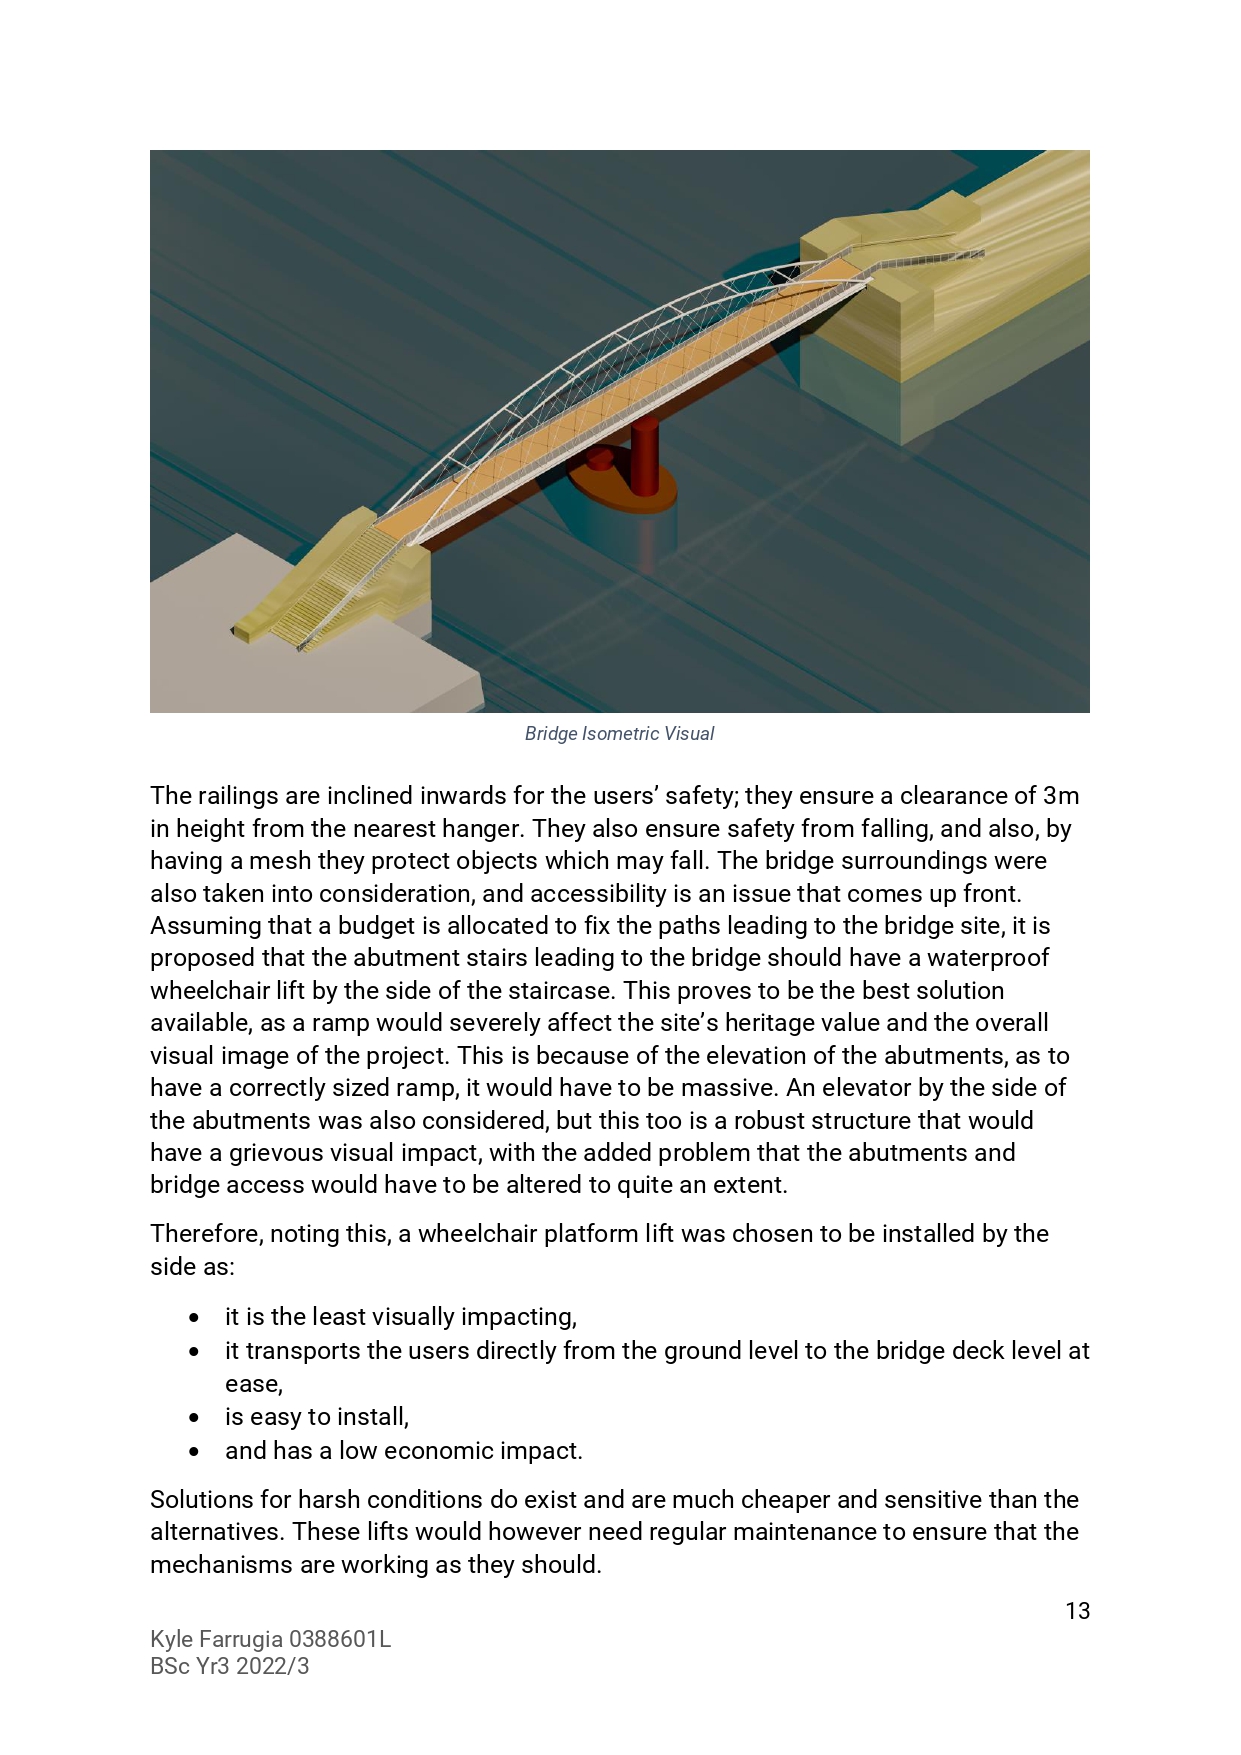 Bridge Isometric Visual
The railings are inclined inwards for the users’ safety; they ensure a clearance of 3m
in height from the nearest hanger. They also ensure safety from falling, and also, by
having a mesh they protect objects which may fall. The bridge surroundings were
also taken into consideration, and accessibility is an issue that comes up front.
Assuming that a budget is allocated to fix the paths leading to the bridge site, it is
proposed that the abutment stairs leading to the bridge should have a waterproof
wheelchair lift by the side of the staircase. This proves to be the best solution
available, as a ramp would severely affect the site’s heritage value and the overall
visual image of the project. This is because of the elevation of the abutments, as to
have a correctly sized ramp, it would have to be massive. An elevator by the side of
the abutments was also considered, but this too is a robust structure that would
have a grievous visual impact, with the added problem that the abutments and
bridge access would have to be altered to quite an extent.
Therefore, noting this, a wheelchair platform lift was chosen to be installed by the
side as:
• it is the least visually impacting,
• it transports the users directly from the ground level to the bridge deck level at
ease,
• is easy to install,
• and has a low economic impact.
Solutions for harsh conditions do exist and are much cheaper and sensitive than the
alternatives. These lifts would however need regular maintenance to ensure that the
mechanisms are working as they should.
13
Kyle Farrugia 0388601L
BSc Yr3 2022/3